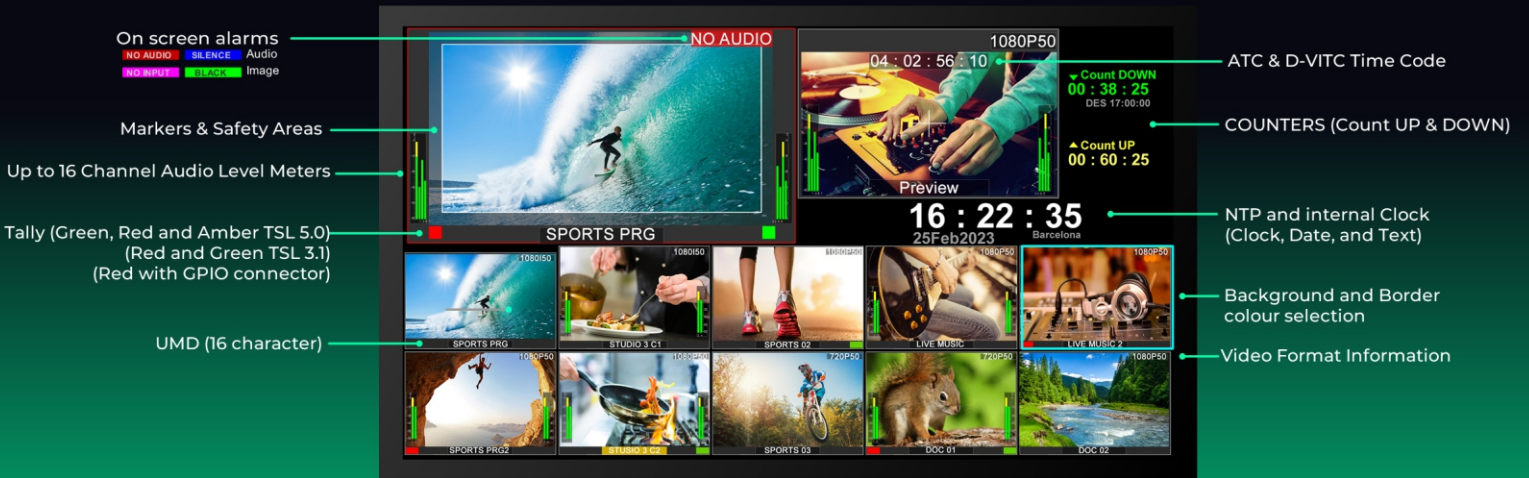 On screen alarms
NO AUDIO SILENCE Audio
NO INPUT BLACK Image
Markers & Safety Areas
Up to 16 Channel Audio Level Meters
Tally (Green, Red and Amber TSL 5.0)
(Red and Green TSL 3.1)
(Red with GPIO connector)
UMD (16 character)
NO AUDIO
SPORTS PRG
1080P50
04 : 02 : 56 : 10
Preview
Count DOWN
00 : 38 : 25
DES 17:00:00
Count UP
00 : 60 : 25
16 : 22 : 35
25Feb2023 Barcelona
1080I50
SPORTS PRG
1080I50
STUDIO 3 C1
1080P50
SPORTS 02
1080P50
LIVE MUSIC
1080P50
LIVE MUSIC 2
1080P50
SPORTS PRG2
1080P50
STUSIO 3 C2
720P50
SPORTS 03
720P50
DOC 01
1080P50
DOC 02
ATC & D-VITC Time Code
COUNTERS (Count UP & DOWN)
NTP and internal Clock
(Clock, Date, and Text)
Background and Border
colour selection
Video Format Information